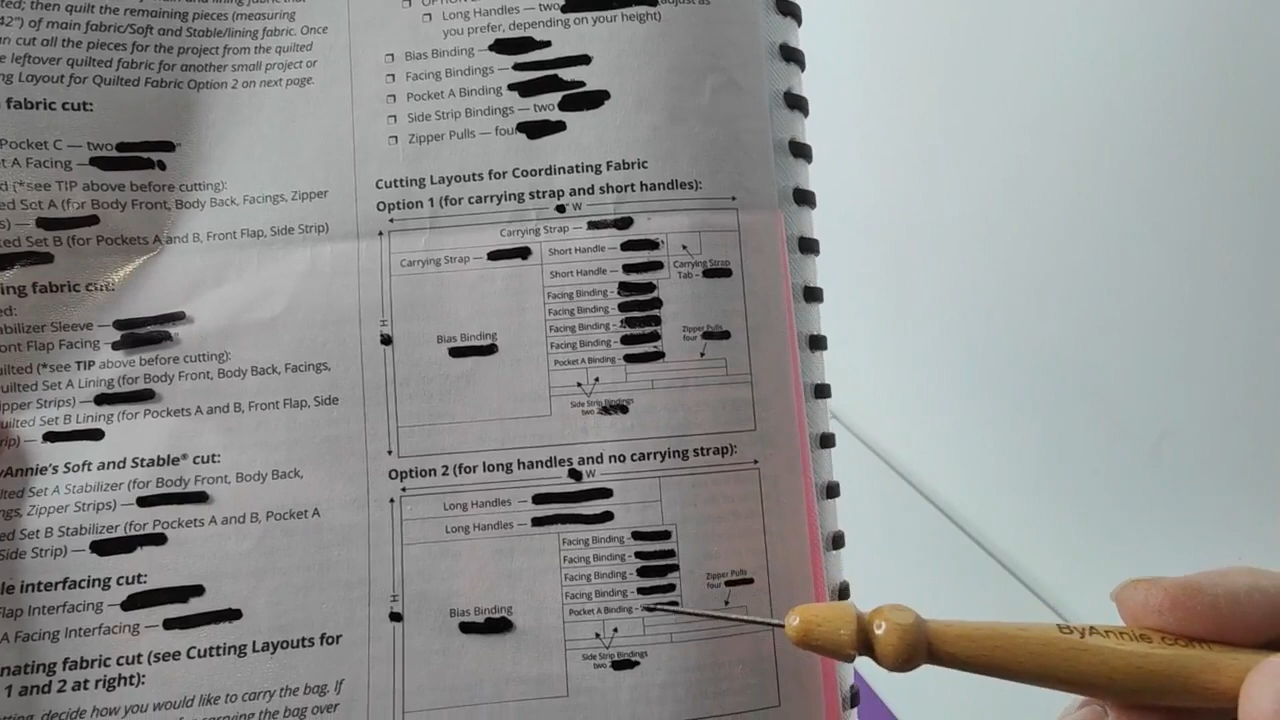 ted; then quilt the remaining pieces (measuring
42") of main fabric/Soft and Stable/lining fabric. Once
n cut all the pieces for the project from the quilted
e leftover quilted fabric for another small project or
ng Layout for Quilted Fabric Option 2 on next page.
fabric cut:
Pocket C — two
t A Facing —
d (*see TIP above before cutting):
ed Set A (for Body Front, Body Back, Facings, Zipper
s) —
ted Set B (for Pockets A and B, Front Flap, Side Strip)
ing fabric cut:
ed:
abilizer Sleeve —
ont Flap Facing —
uilted (*see TIP above before cutting):
uilted Set A Lining (for Body Front, Body Back, Facings,
ipper Strips) —
uilted Set B Lining (for Pockets A and B, Front Flap, Side
rip) —
yAnnie's Soft and Stable® cut:
lted Set A Stabilizer (for Body Front, Body Back,
ngs, Zipper Strips) —
ed Set B Stabilizer (for Pockets A and B, Pocket A
Side Strip) —
le interfacing cut:
Flap Interfacing —
A Facing Interfacing —
nating fabric cut (see Cutting Layouts for
1 and 2 at right):
tting, decide how you would like to carry the bag. If
carrying the bag over
Long Handles — two
you prefer, depending on your height)
Bias Binding —
Facing Bindings —
Pocket A Binding
Side Strip Bindings — two
Zipper Pulls — four
Cutting Layouts for Coordinating Fabric
Option 1 (for carrying strap and short handles):
" W
Carrying Strap —
Carrying Strap —
Short Handle —
Short Handle —
Carrying Strap
Tab –
Facing Binding –
Facing Binding –
Facing Binding –
Facing Binding –
Pocket A Binding –
" H
Bias Binding
Zipper Pulls
four
Side Strip Bindings
two
Option 2 (for long handles and no carrying strap):
" W
Long Handles —
Long Handles —
Facing Binding –
Facing Binding –
Facing Binding –
Facing Binding –
Pocket A Binding –
" H
Bias Binding
Zipper Pulls
four
Side Strip Bindings
two
ByAnnie.com